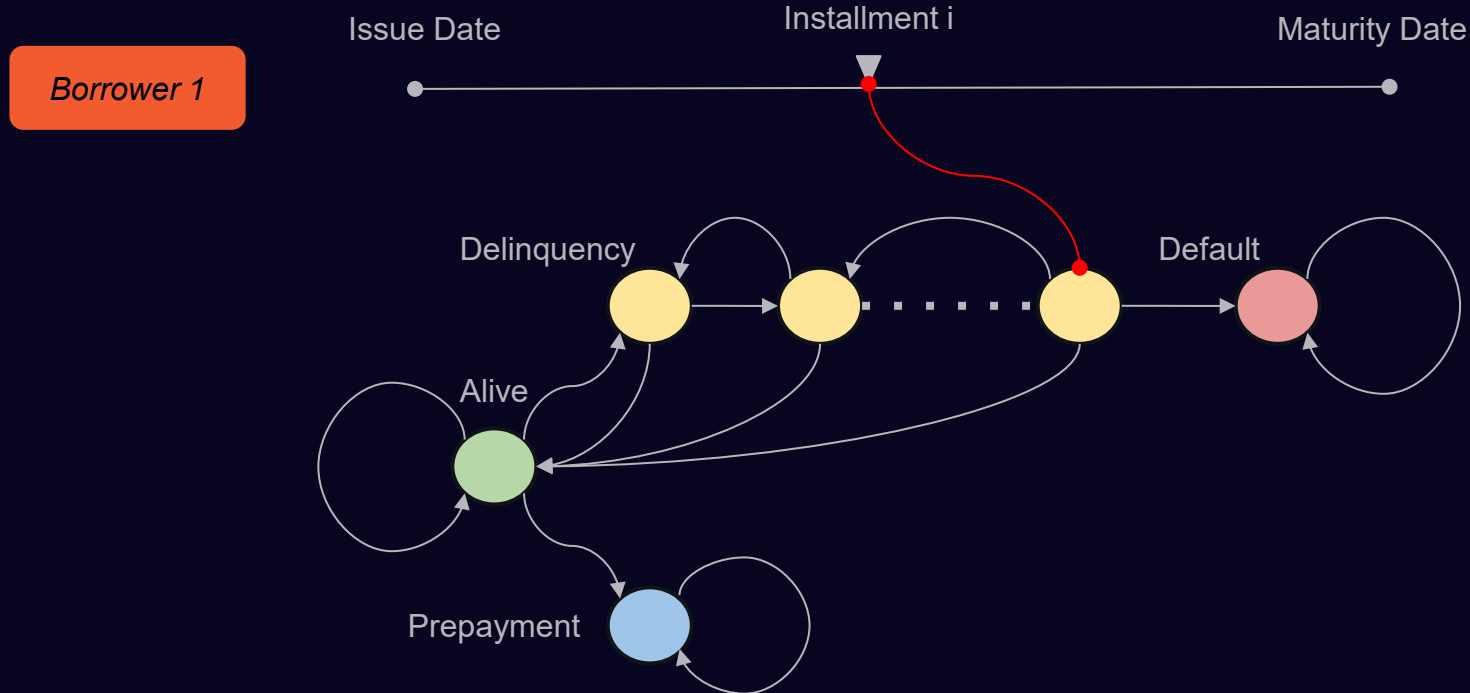 Issue Date
Installment i
Maturity Date
Borrower 1
Delinquency
Default
Alive
Prepayment